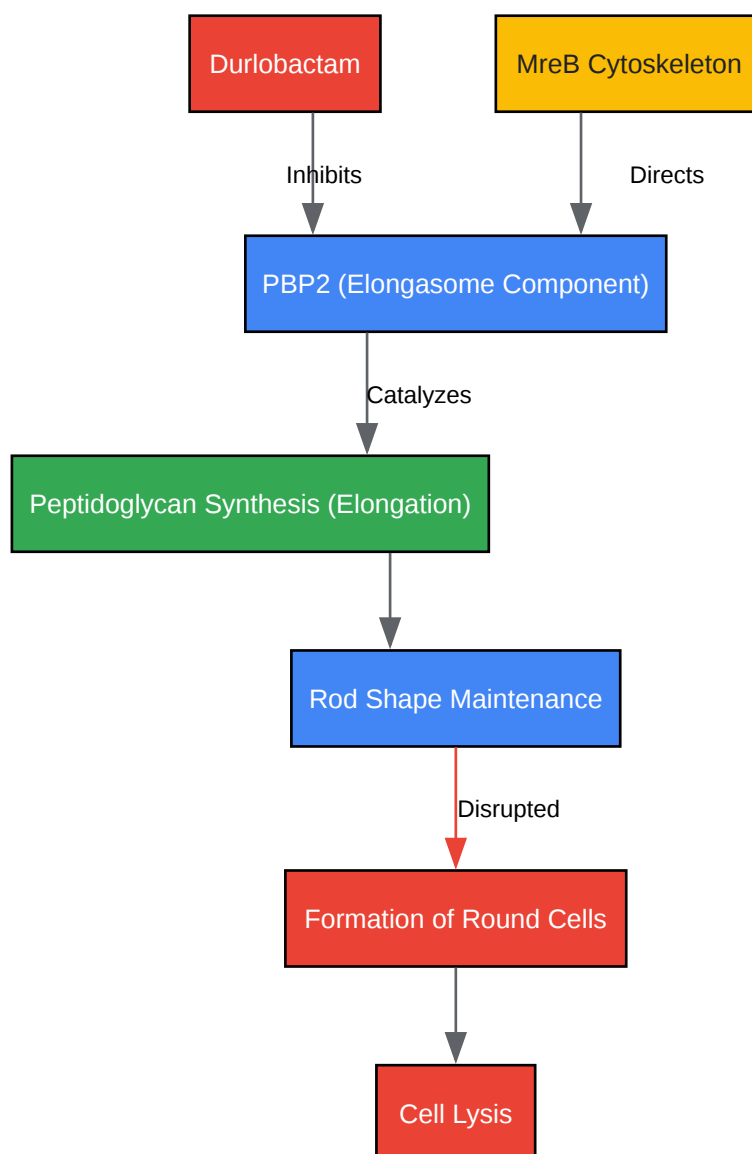 Durlobactam
MreB Cytoskeleton
Inhibits
Directs
PBP2 (Elongasome Component)
Catalyzes
Peptidoglycan Synthesis (Elongation)
Rod Shape Maintenance
Disrupted
Formation of Round Cells
Cell Lysis